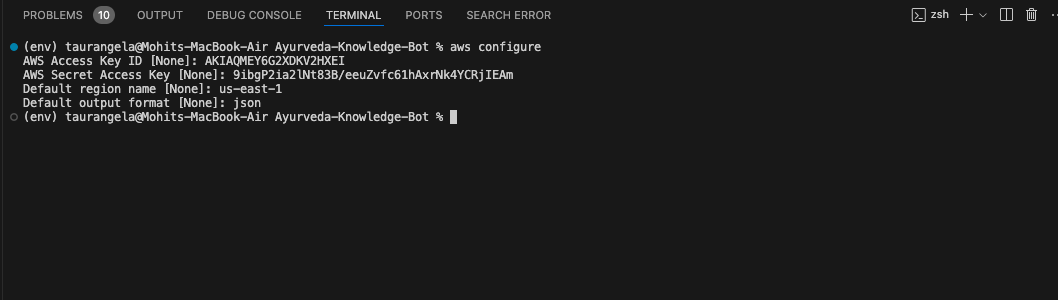 PROBLEMS 10 OUTPUT DEBUG CONSOLE TERMINAL PORTS SEARCH ERROR zsh
(env) taurangela@Mohits-MacBook-Air Ayurveda-Knowledge-Bot % aws configure
AWS Access Key ID [None]: AKIAQMEY6G2XDKV2HXEI
AWS Secret Access Key [None]: 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
Default region name [None]: us-east-1
Default output format [None]: json
(env) taurangela@Mohits-MacBook-Air Ayurveda-Knowledge-Bot %